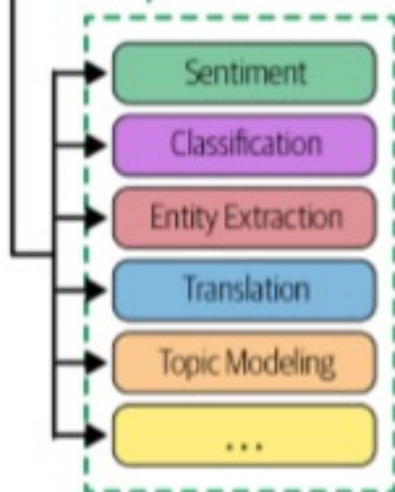 Sentiment
Classification
Entity Extraction
Translation
Topic Modeling
...